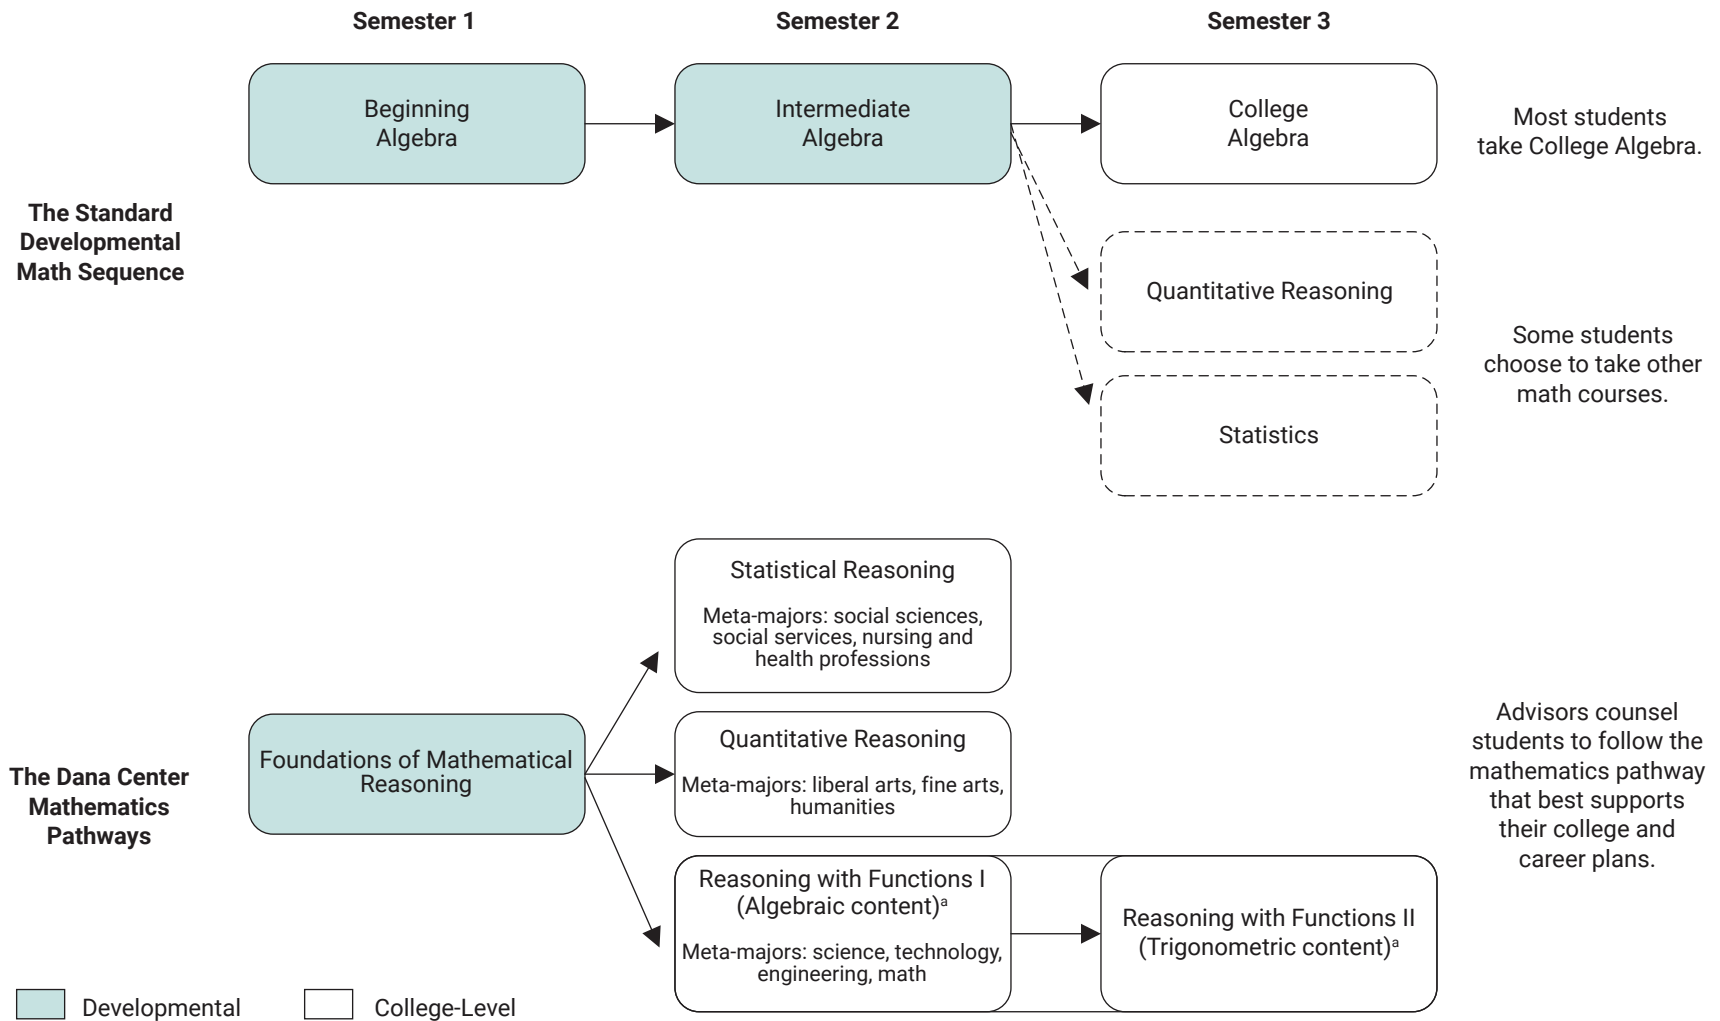 Semester 1
Semester 2
Semester 3
Beginning
Algebra
Intermediate
Algebra
College
Algebra
Most students
take College Algebra.
The Standard
Developmental
Math Sequence
Quantitative Reasoning
Some students
choose to take other
math courses.
Statistics
Statistical Reasoning
Meta-majors: social sciences,
social services, nursing and
health professions
Foundations of Mathematical
Reasoning
Quantitative Reasoning
Meta-majors: liberal arts, fine arts,
humanities
The Dana Center
Mathematics
Pathways
Advisors counsel
students to follow the
mathematics pathway
that best supports
their college and
career plans.
Reasoning with Functions I
(Algebraic content)ᵃ
Meta-majors: science, technology,
engineering, math
Reasoning with Functions II
(Trigonometric content)ᵃ
Developmental
College-Level